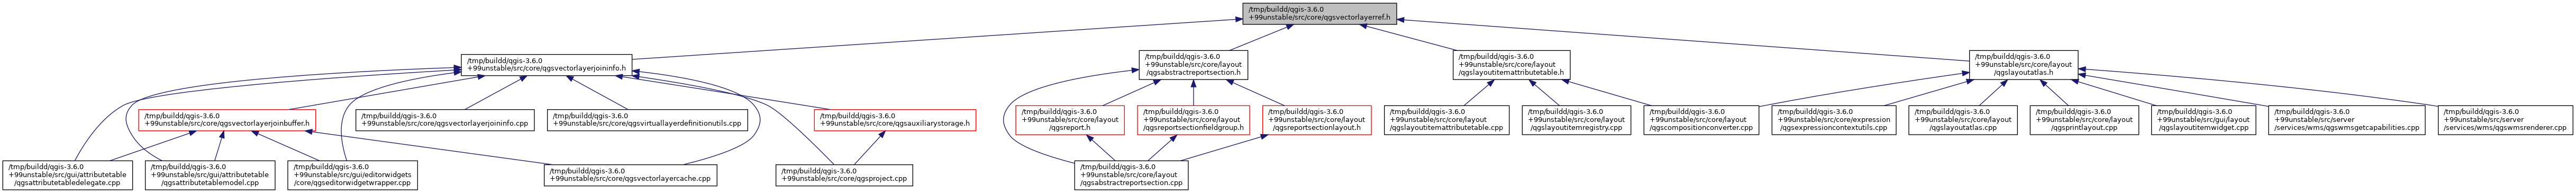 /tmp/buildd/qgis-3.6.0
+99unstable/src/core/qgsvectorlayerref.h
/tmp/buildd/qgis-3.6.0
+99unstable/src/core/qgsvectorlayerjoininfo.h
/tmp/buildd/qgis-3.6.0
+99unstable/src/core/layout
/qgsabstractreportsection.h
/tmp/buildd/qgis-3.6.0
+99unstable/src/core/layout
/qgslayoutitemattributetable.h
/tmp/buildd/qgis-3.6.0
+99unstable/src/core/layout
/qgslayoutatlas.h
/tmp/buildd/qgis-3.6.0
+99unstable/src/core/qgsvectorlayerjoinbuffer.h
/tmp/buildd/qgis-3.6.0
+99unstable/src/core/qgsvectorlayerjoininfo.cpp
/tmp/buildd/qgis-3.6.0
+99unstable/src/core/qgsvirtuallayerdefinitionutils.cpp
/tmp/buildd/qgis-3.6.0
+99unstable/src/core/qgsauxiliarystorage.h
/tmp/buildd/qgis-3.6.0
+99unstable/src/core/layout
/qgsreport.h
/tmp/buildd/qgis-3.6.0
+99unstable/src/core/layout
/qgsreportsectionfieldgroup.h
/tmp/buildd/qgis-3.6.0
+99unstable/src/core/layout
/qgsreportsectionlayout.h
/tmp/buildd/qgis-3.6.0
+99unstable/src/core/layout
/qgslayoutitemattributetable.cpp
/tmp/buildd/qgis-3.6.0
+99unstable/src/core/layout
/qgslayoutitemregistry.cpp
/tmp/buildd/qgis-3.6.0
+99unstable/src/core/layout
/qgscompositionconverter.cpp
/tmp/buildd/qgis-3.6.0
+99unstable/src/core/expression
/qgsexpressioncontextutils.cpp
/tmp/buildd/qgis-3.6.0
+99unstable/src/core/layout
/qgslayoutatlas.cpp
/tmp/buildd/qgis-3.6.0
+99unstable/src/core/layout
/qgsprintlayout.cpp
/tmp/buildd/qgis-3.6.0
+99unstable/src/gui/layout
/qgslayoutitemwidget.cpp
/tmp/buildd/qgis-3.6.0
+99unstable/src/server
/services/wms/qgswmsgetcapabilities.cpp
/tmp/buildd/qgis-3.6.0
+99unstable/src/server
/services/wms/qgswmsrenderer.cpp
/tmp/buildd/qgis-3.6.0
+99unstable/src/gui/attributetable
/qgsattributetabledelegate.cpp
/tmp/buildd/qgis-3.6.0
+99unstable/src/gui/attributetable
/qgsattributetablemodel.cpp
/tmp/buildd/qgis-3.6.0
+99unstable/src/gui/editorwidgets
/core/qgseditorwidgetwrapper.cpp
/tmp/buildd/qgis-3.6.0
+99unstable/src/core/qgsvectorlayercache.cpp
/tmp/buildd/qgis-3.6.0
+99unstable/src/core/qgsproject.cpp
/tmp/buildd/qgis-3.6.0
+99unstable/src/core/layout
/qgsabstractreportsection.cpp